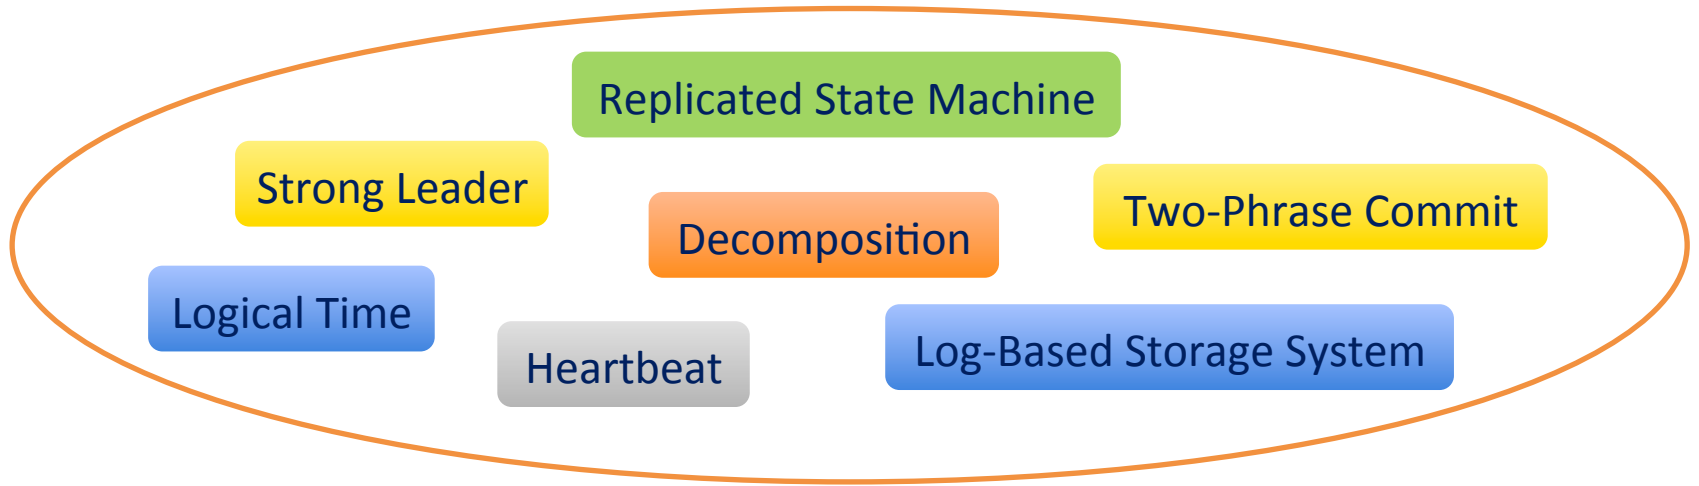 Replicated State Machine
Strong Leader
Two-Phrase Commit
Decomposition
Logical Time
Log-Based Storage System
Heartbeat